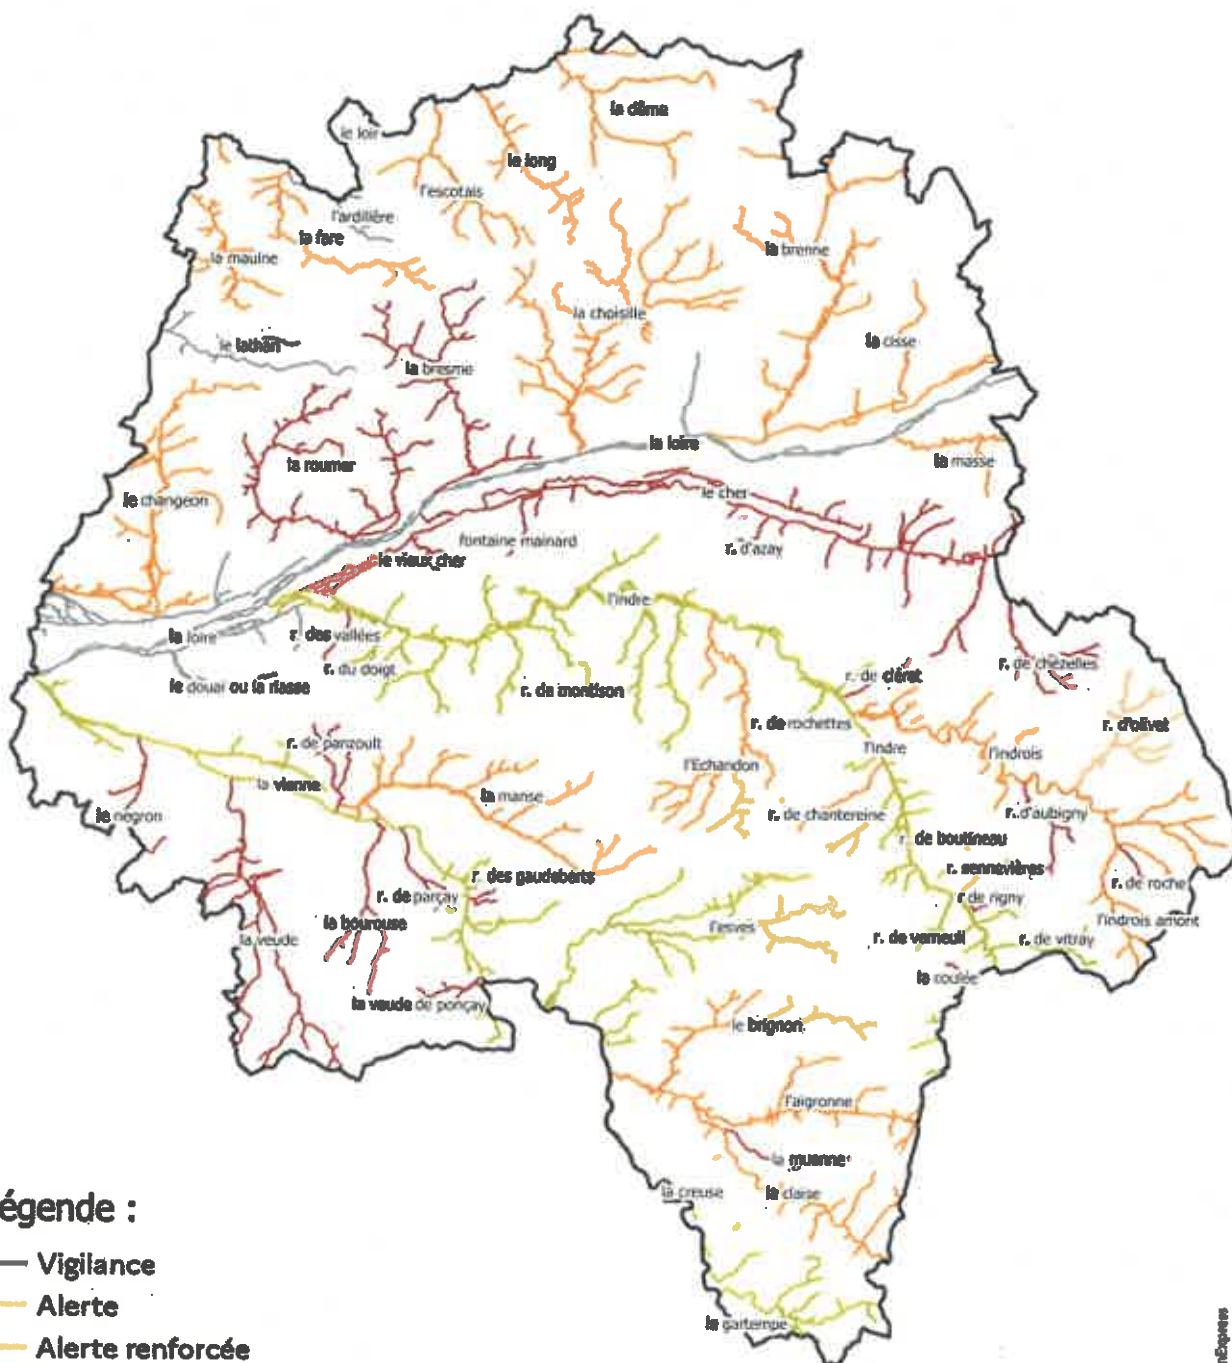 la dême
le loir
le long
l'escotais
l'ardillère
la fare
la brenne
la maulne
la choisille
le lathan
la cisse
la bresme
la loire
la masse
la roumer
le cher
le changeon
fontaine mainard
r. d'azay
le vieux cher
l'indre
la loire
r. des vallées
r. du doigt
r. de chezelles
r. de cléret
le douai ou la riasse
r. de montison
r. de rochettes
r. d'olivet
r. de panzoult
l'indre
l'indrois
l'Echandon
la vienne
la manse
le négron
r. de chantereine
r. d'aubigny
r. de boutineau
r. sennevières
r. des gaudeberts
r. de roche
r. de parçay
r de rigny
la bourouse
l'esves
l'indrois amont
la veude
r. de verneuil
r. de vitray
la coulée
la veude de ponçay
le brignon
l'aigronne
la muanne
la creuse
la claise
égende :
Vigilance
Alerte
la gartempe
Alerte renforcée